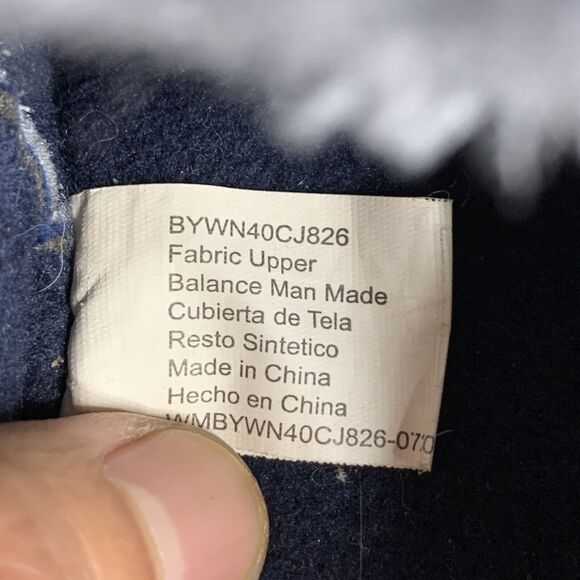 BYWN40CJ826
Fabric Upper
Balance Man Made
Cubierta de Tela
Resto Sintetico
Made in China
Hecho en China